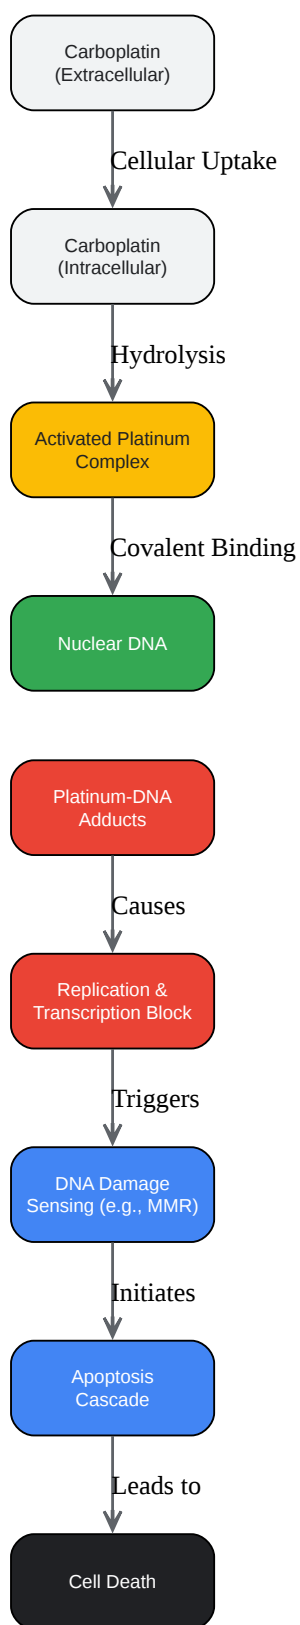 Carboplatin
(Extracellular)
Cellular Uptake
Carboplatin
(Intracellular)
Hydrolysis
Activated Platinum
Complex
Covalent Binding
Nuclear DNA
Platinum-DNA
Adducts
Causes
Replication &
Transcription Block
Triggers
DNA Damage
Sensing (e.g., MMR)
Initiates
Apoptosis
Cascade
Leads to
Cell Death